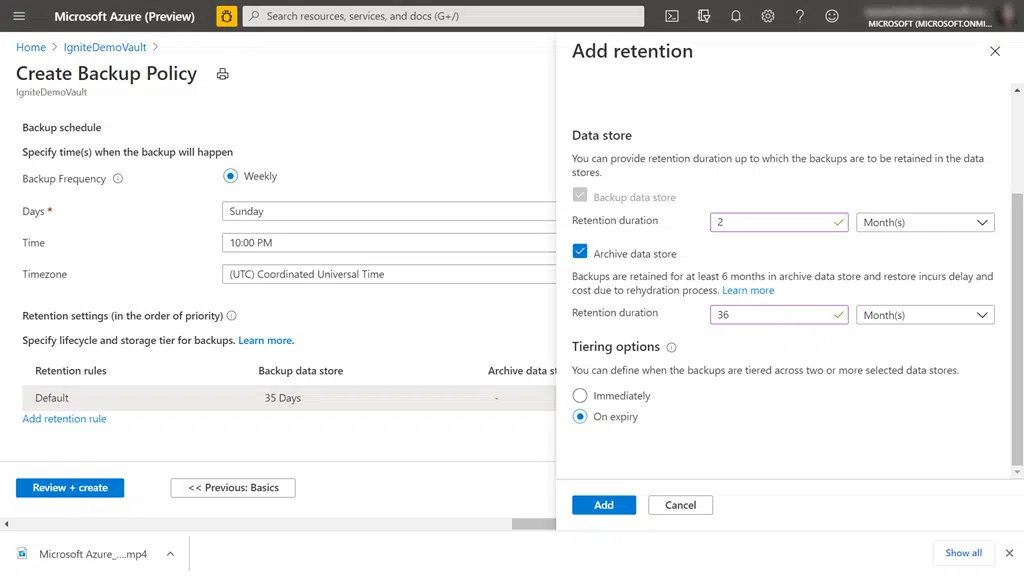 Microsoft Azure (Preview)
Search resources, services, and docs (G+/)
MICROSOFT (MICROSOFT.ONMI...
Home > IgniteDemoVault >
Create Backup Policy
IgniteDemoVault
Backup schedule
Specify time(s) when the backup will happen
Backup Frequency
Weekly
Days *
Sunday
Time
10:00 PM
Timezone
(UTC) Coordinated Universal Time
Retention settings (in the order of priority)
Specify lifecycle and storage tier for backups. Learn more.
Retention rules Backup data store Archive data st
Default 35 Days -
Add retention rule
Review + create
<< Previous: Basics
Add retention
Data store
You can provide retention duration up to which the backups are to be retained in the data
stores.
Backup data store
Retention duration 2 Month(s)
Archive data store
Backups are retained for at least 6 months in archive data store and restore incurs delay and
cost due to rehydration process. Learn more
Retention duration 36 Month(s)
Tiering options
You can define when the backups are tiered across two or more selected data stores.
Immediately
On expiry
Add
Cancel
Microsoft Azure_....mp4
Show all